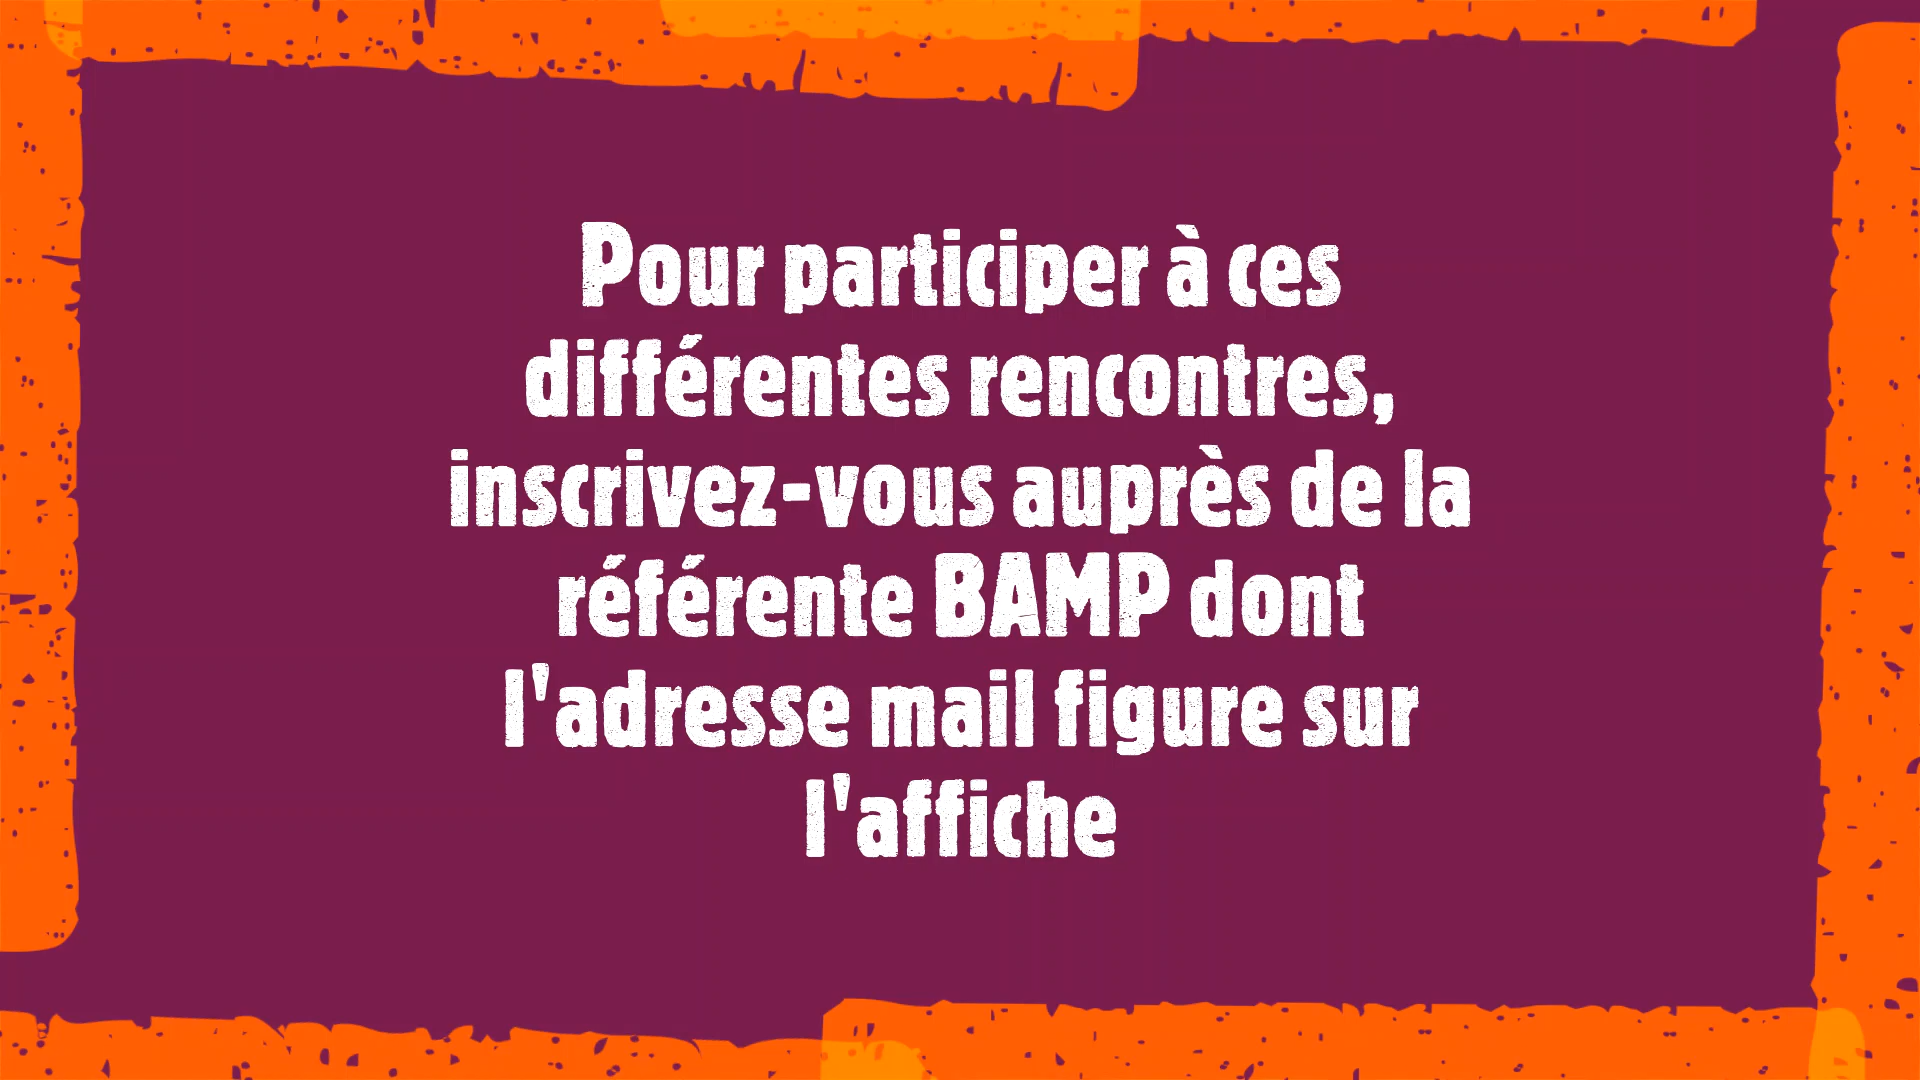 Pour participer à ces
différentes rencontres,
inscrivez-vous auprès de la
référente BAMP dont
l'adresse mail figure sur
l'affiche